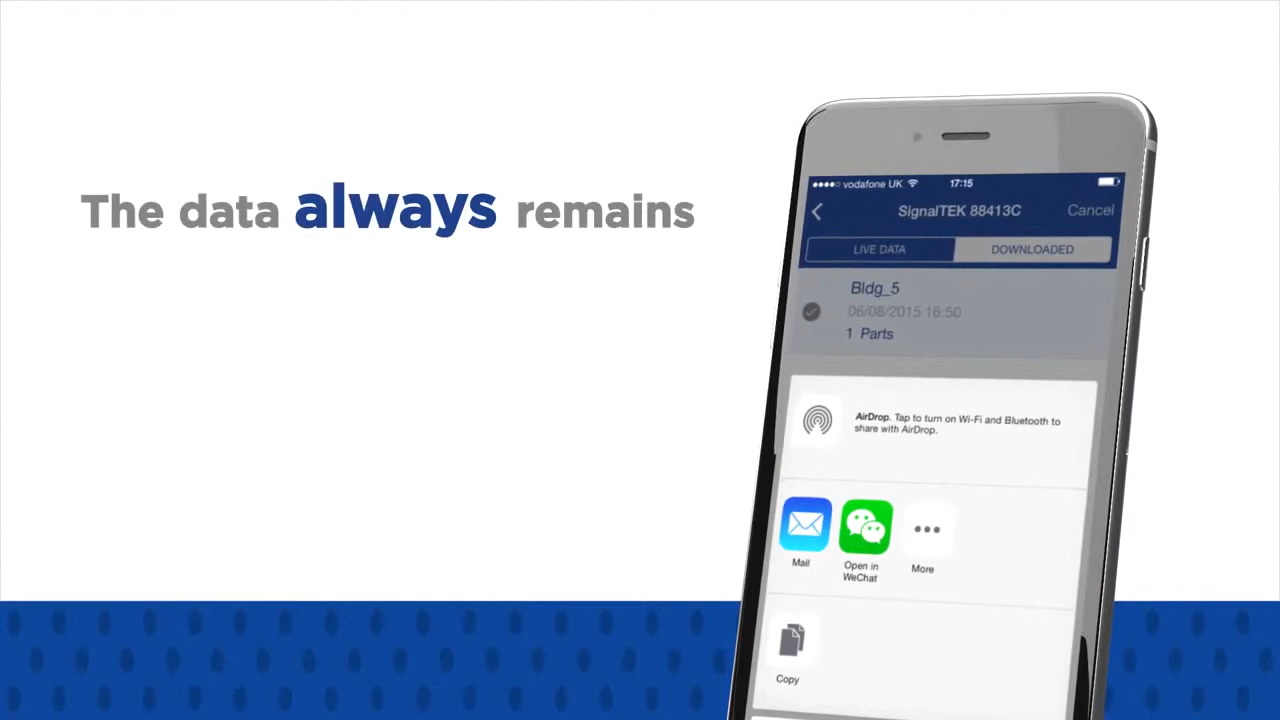 The data always remains
vodafone UK 17:15
SignalTEK 88413C Cancel
LIVE DATA DOWNLOADED
Bldg_5
06/08/2015 16:50
1 Parts
AirDrop. Tap to turn on Wi-Fi and Bluetooth to
share with AirDrop.
Mail
Open in
WeChat
More
Copy